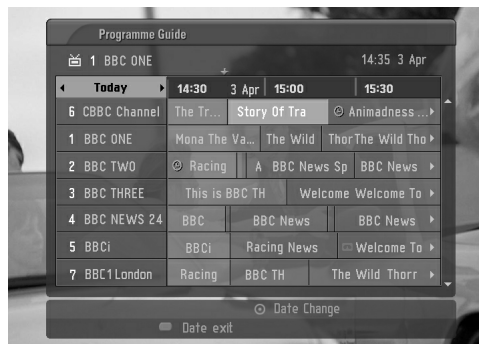 Programme Guide
1 BBC ONE 14:35 3 Apr
Today 14:30 3 Apr 15:00 15:30
6 CBBC Channel The Tr... Story Of Tra Animadness ...
1 BBC ONE Mona The Va... The Wild Thor The Wild Tho
2 BBC TWO Racing A BBC News Sp BBC News
3 BBC THREE This is BBC TH Welcome Welcome To
4 BBC NEWS 24 BBC BBC News BBC News
5 BBCi BBCi Racing News Welcome To
7 BBC1 London Racing BBC TH The Wild Thorr
Date Change
Date exit